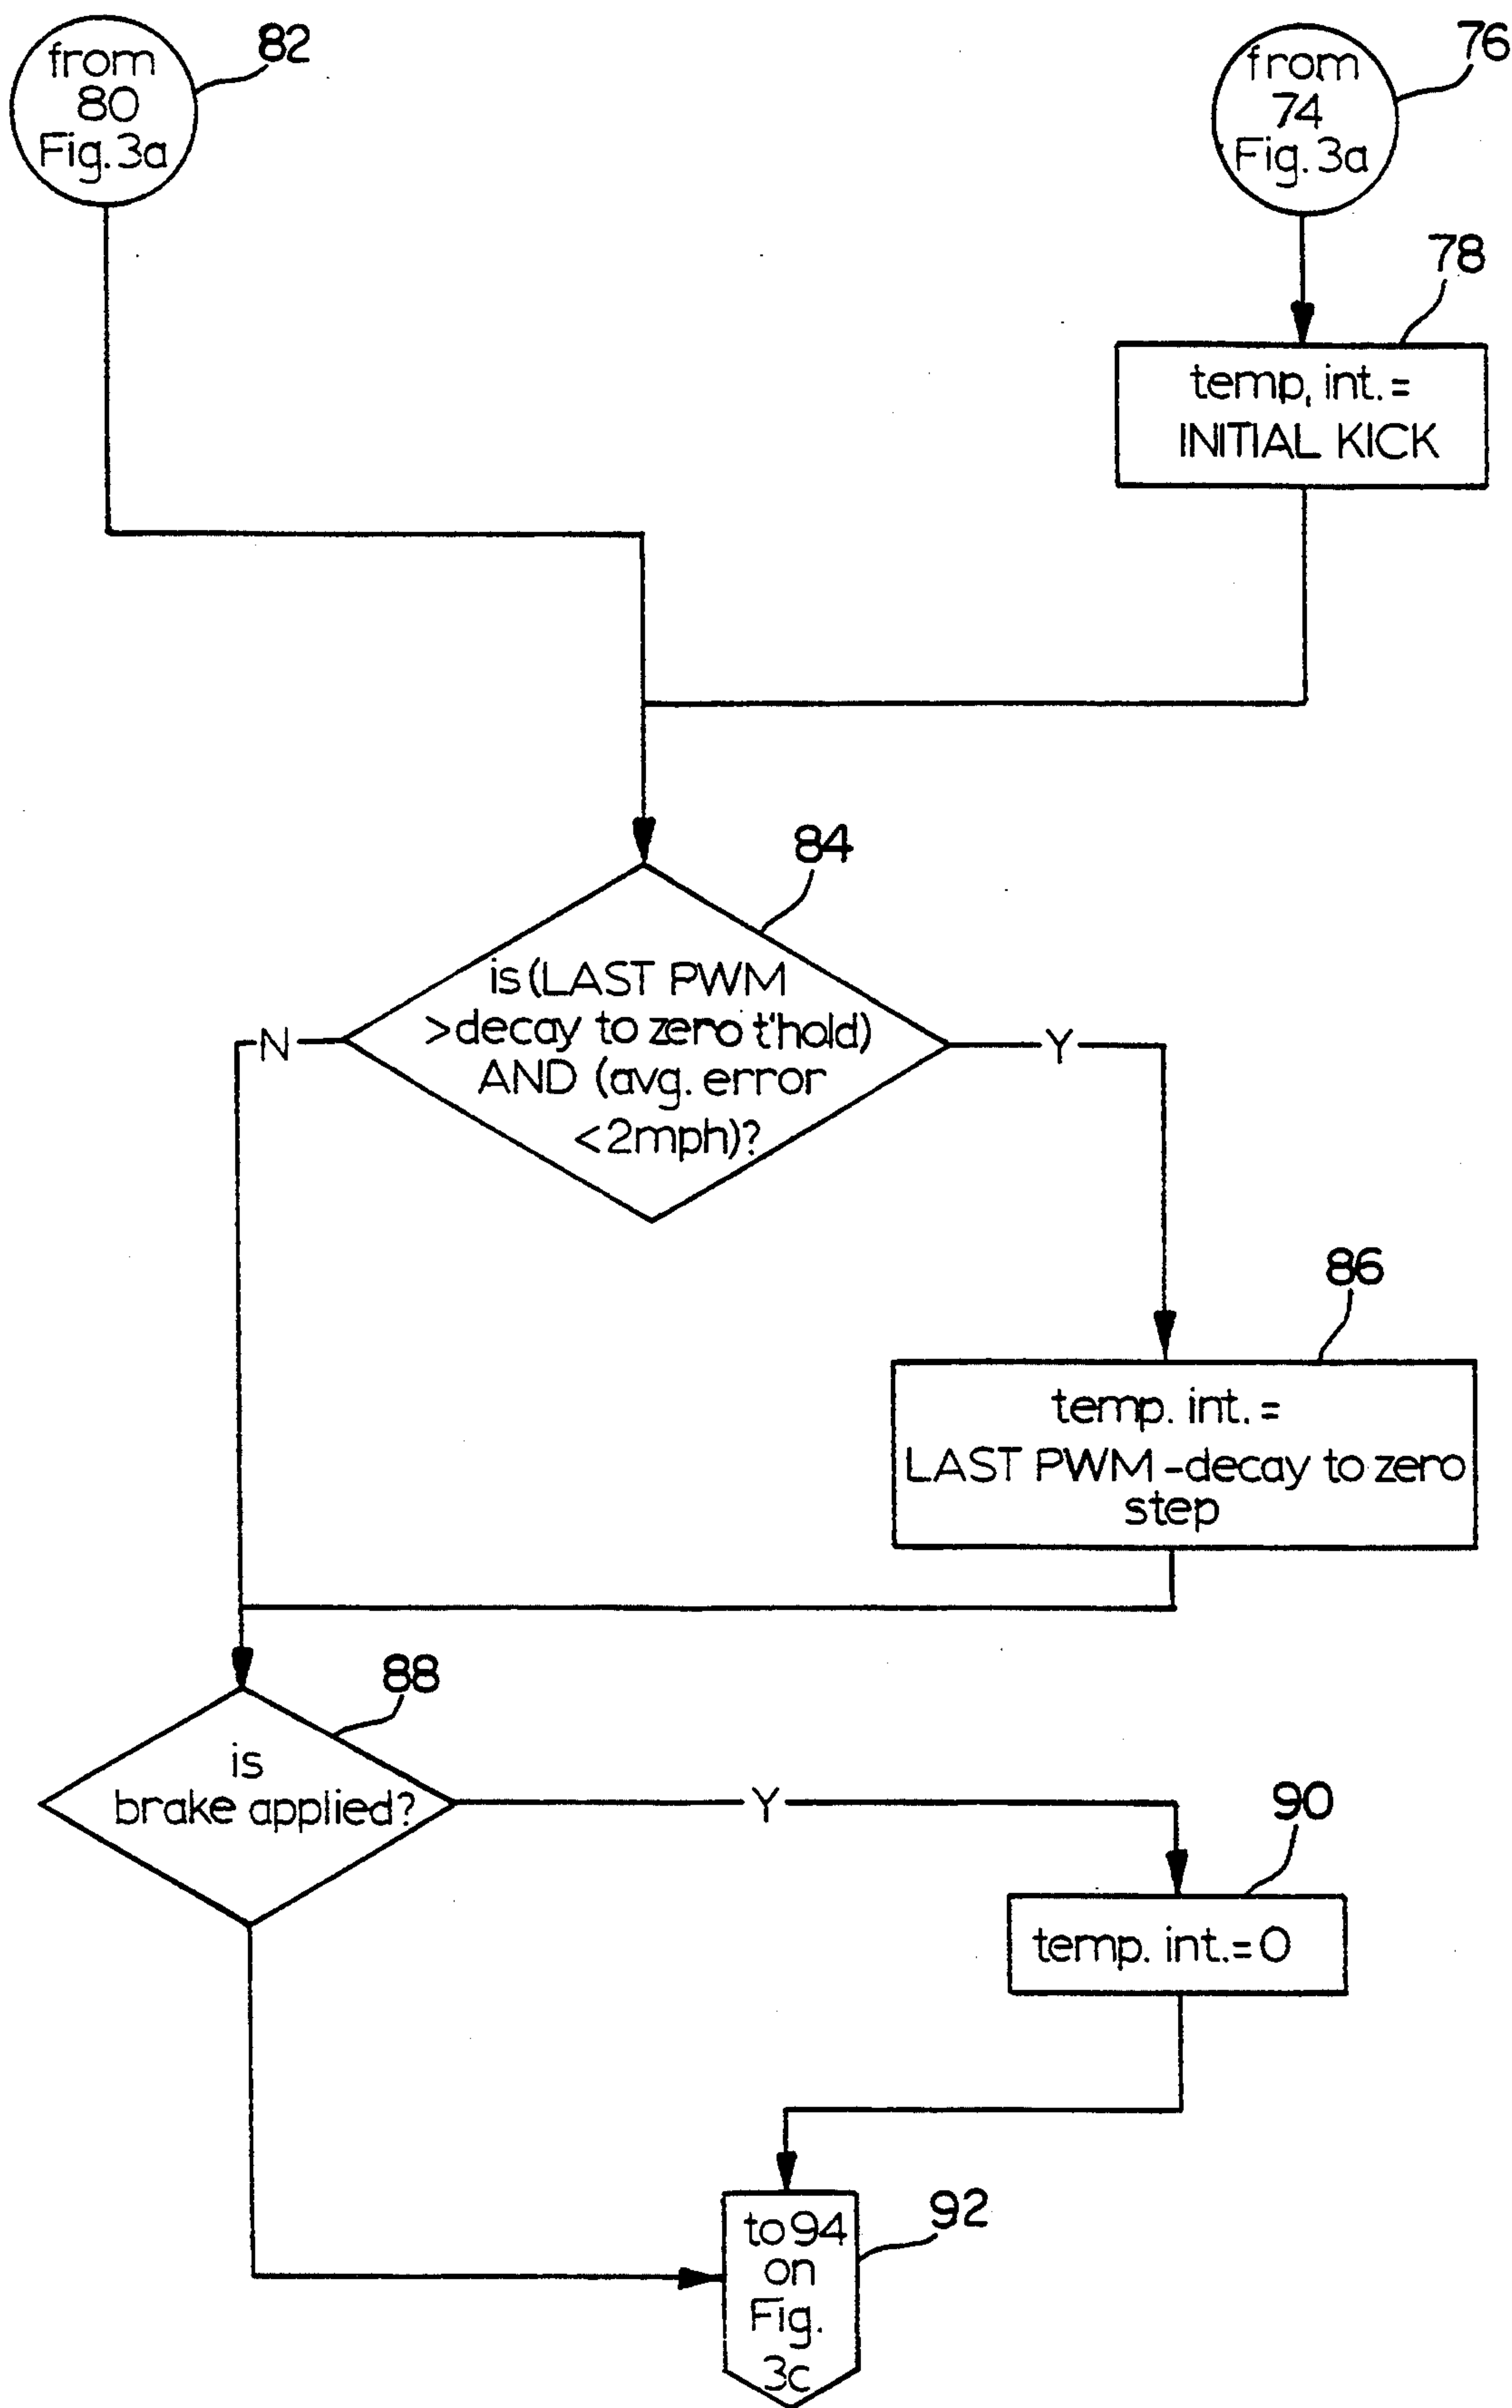 from
80
Fig. 3a
82
from
74
Fig. 3a
76
78
temp, int. =
INITIAL KICK
84
is (LAST PWM
>decay to zero t'hold)
AND (avg. error
<2mph)?
N
Y
86
temp. int. =
LAST PWM -decay to zero
step
88
is
brake applied?
Y
90
temp. int. = 0
to 94
on
Fig.
3c
92